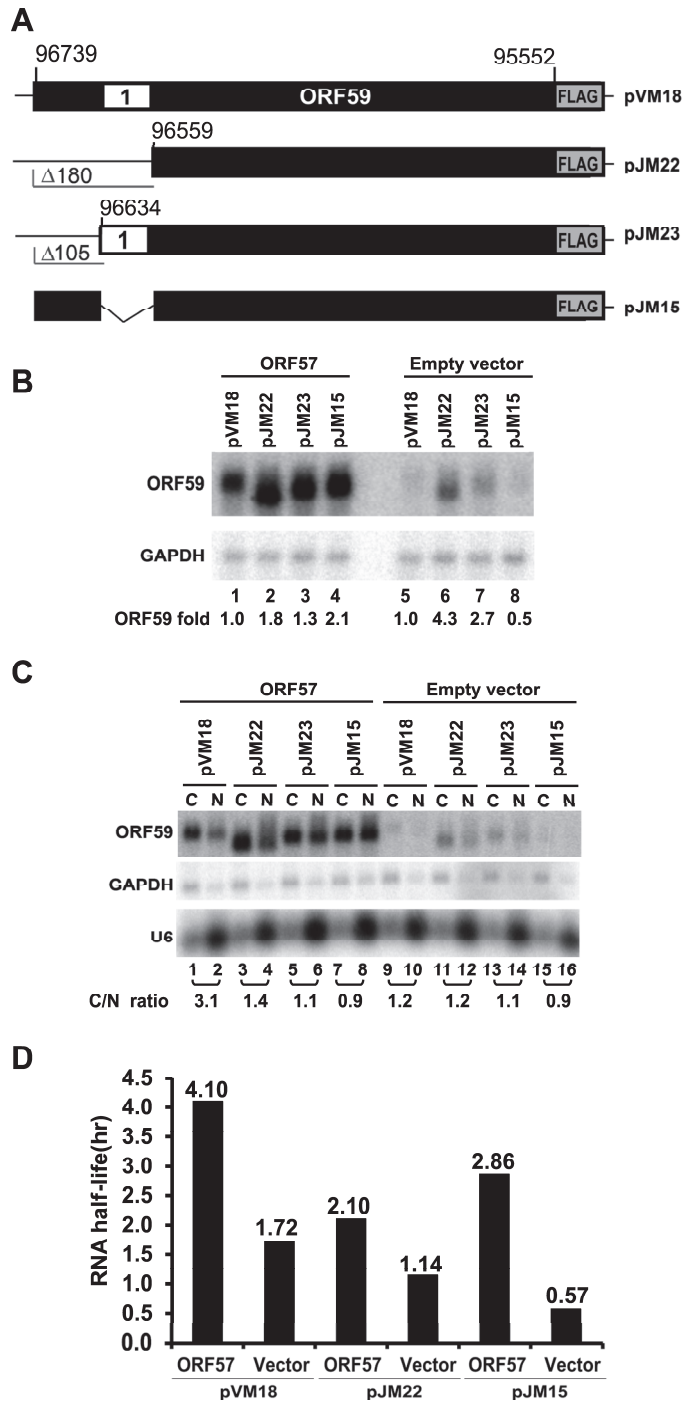 A
96739
95552
1 ORF59 FLAG pVM18
96559
FLAG pJM22
Δ180
96634
1 FLAG pJM23
Δ105
FLAG pJM15
B
ORF57 Empty vector
pVM18 pJM22 pJM23 pJM15 pVM18 pJM22 pJM23 pJM15
ORF59
GAPDH
1 2 3 4 5 6 7 8
ORF59 fold 1.0 1.8 1.3 2.1 1.0 4.3 2.7 0.5
C
ORF57 Empty vector
pVM18 pJM22 pJM23 pJM15 pVM18 pJM22 pJM23 pJM15
C N C N C N C N C N C N C N C N
ORF59
GAPDH
U6
1 2 3 4 5 6 7 8 9 10 11 12 13 14 15 16
C/N ratio 3.1 1.4 1.1 0.9 1.2 1.2 1.1 0.9
D
RNA half-life(hr)
4.5
4.0
3.5
3.0
2.5
2.0
1.5
1.0
0.5
0.0
4.10
1.72
2.10
1.14
2.86
0.57
ORF57 Vector ORF57 Vector ORF57 Vector
pVM18 pJM22 pJM15